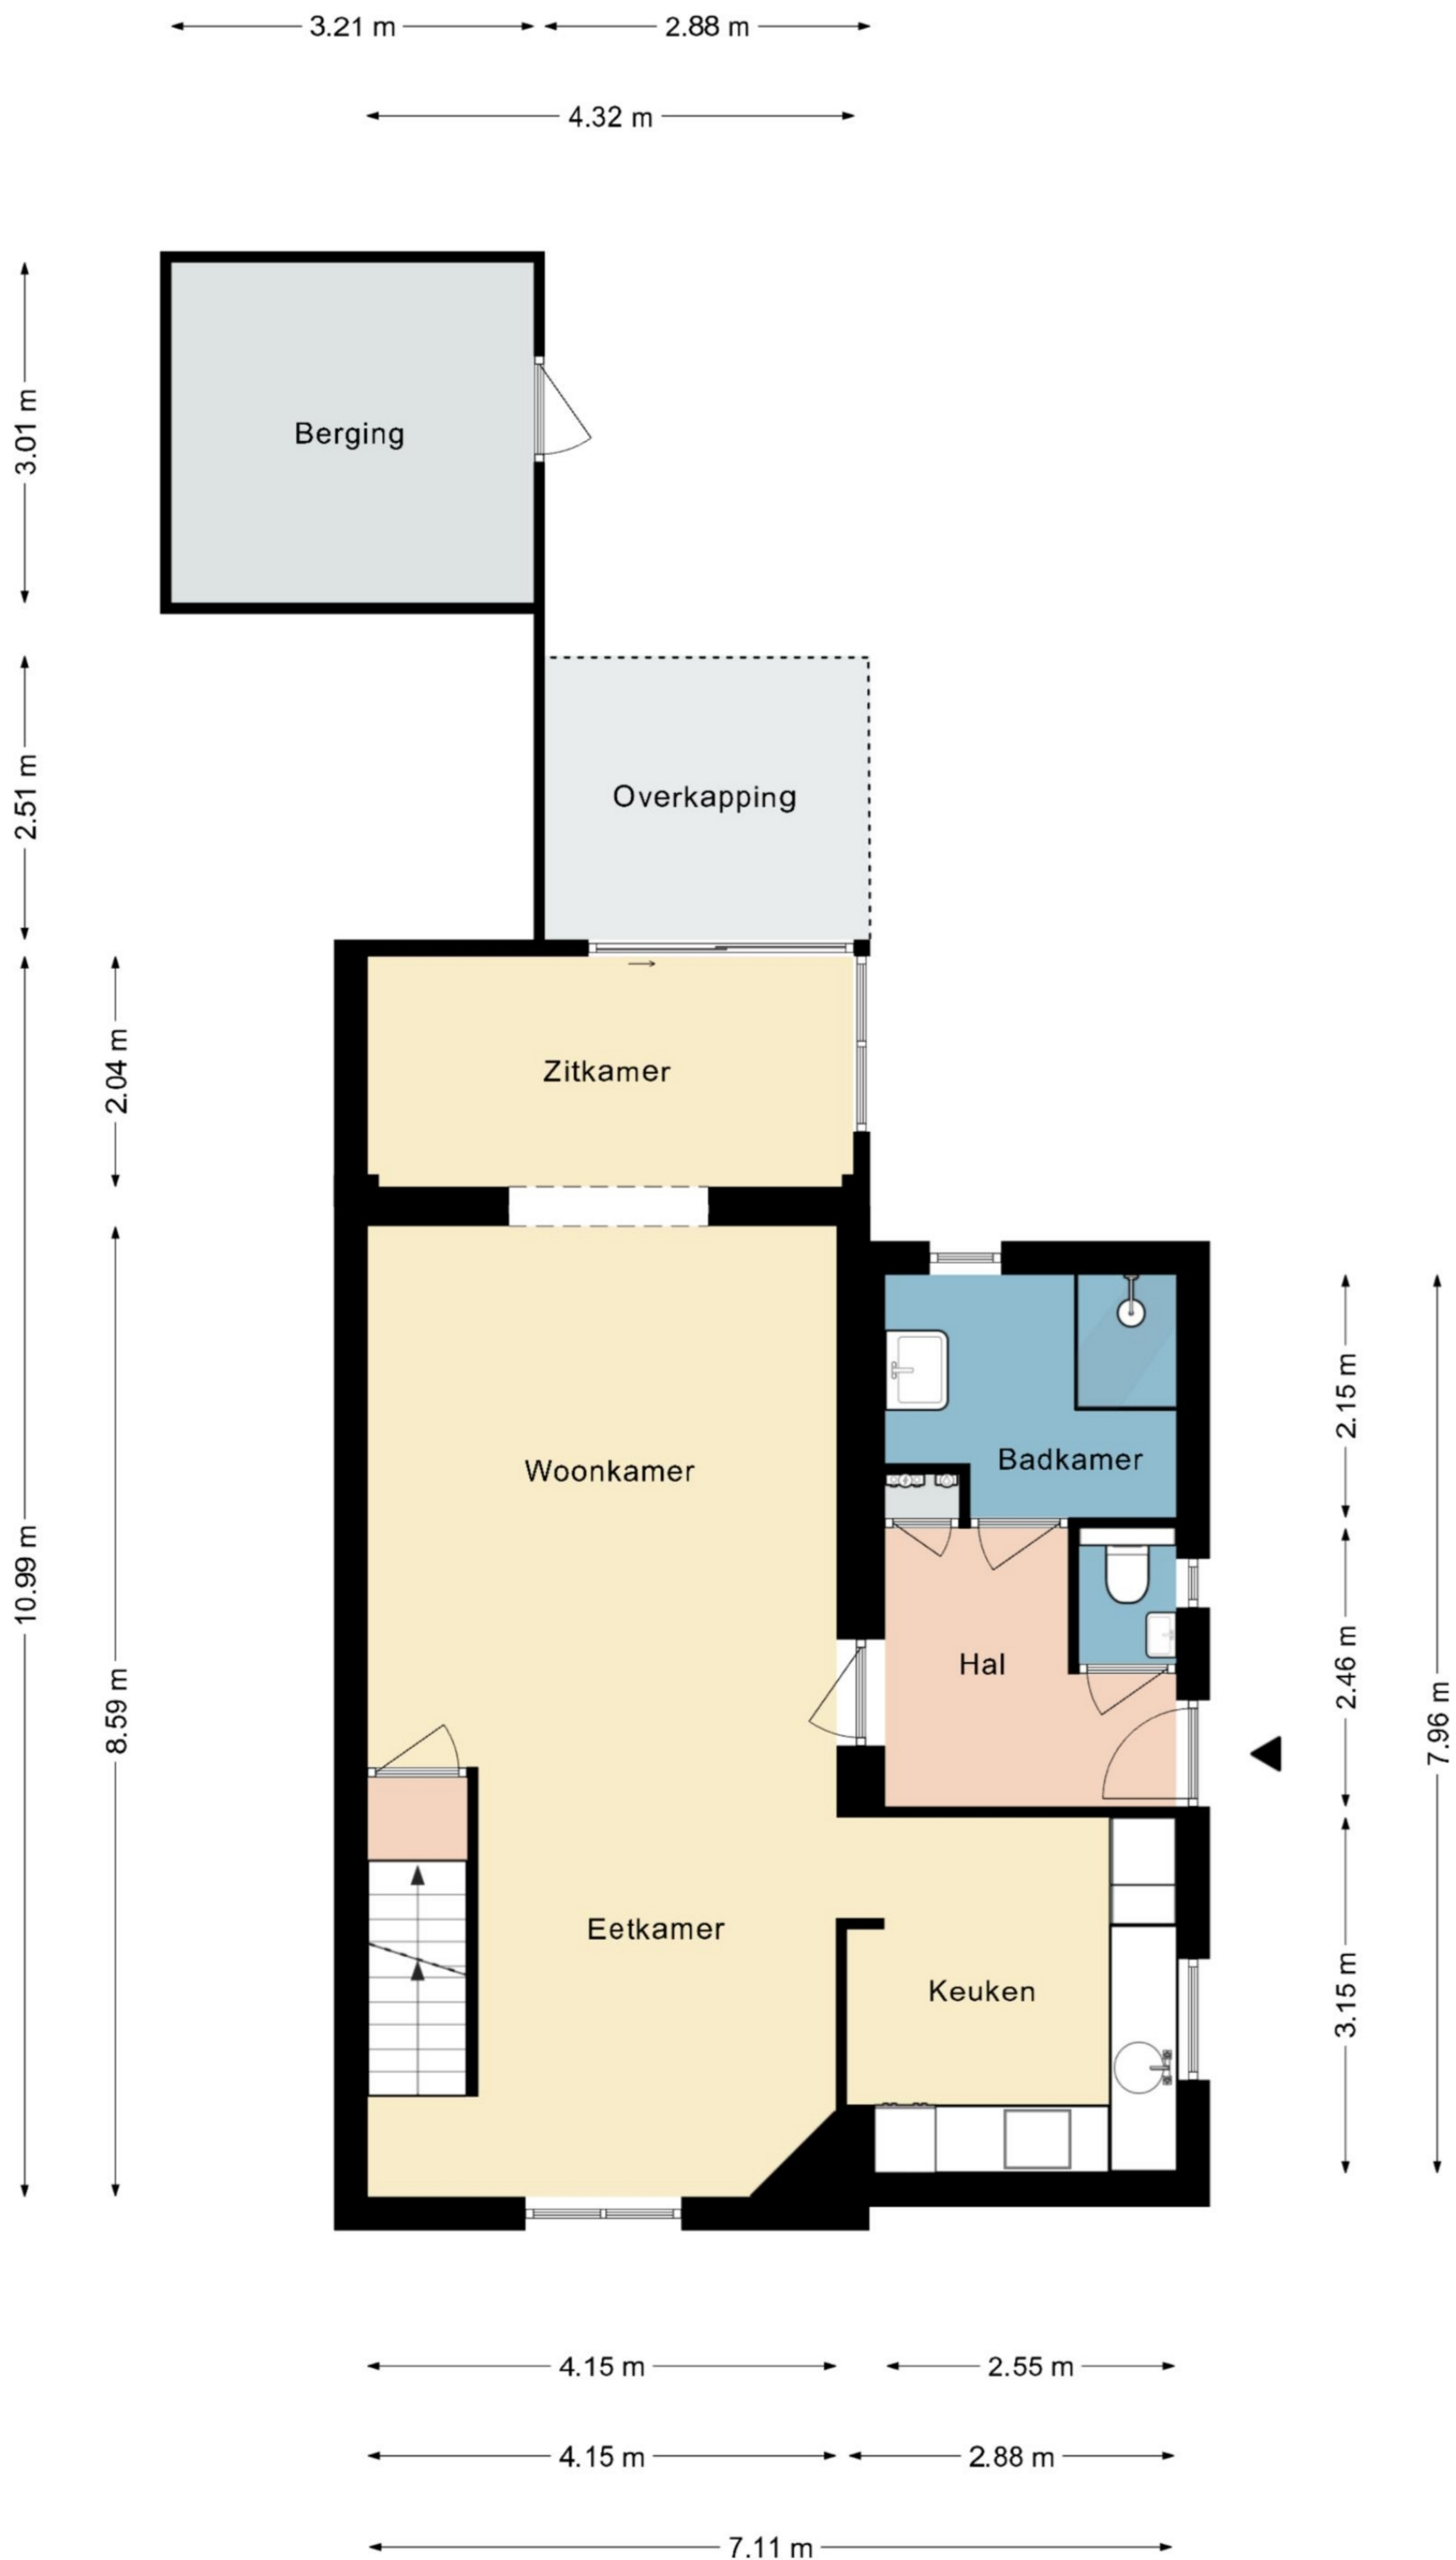 3.21 m
2.88 m
4.32 m
3.01 m
Berging
2.51 m
Overkapping
2.04 m
Zitkamer
10.99 m
8.59 m
Woonkamer
Badkamer
2.15 m
Hal
2.46 m
7.96 m
Eetkamer
Keuken
3.15 m
4.15 m
2.55 m
4.15 m
2.88 m
7.11 m